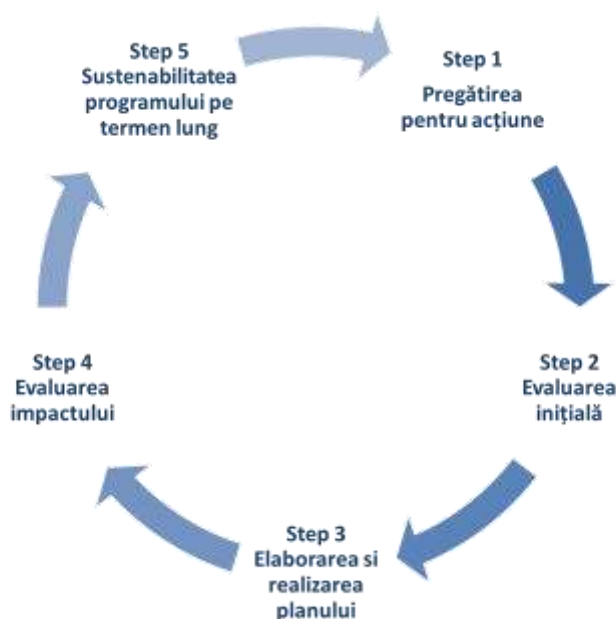 Step 1
Pregătirea
pentru acțiune
Step 2
Evaluarea
inițială
Step 3
Elaborarea si
realizarea
planului
Step 4
Evaluarea
impactului
Step 5
Sustenabilitatea
programului pe
termen lung